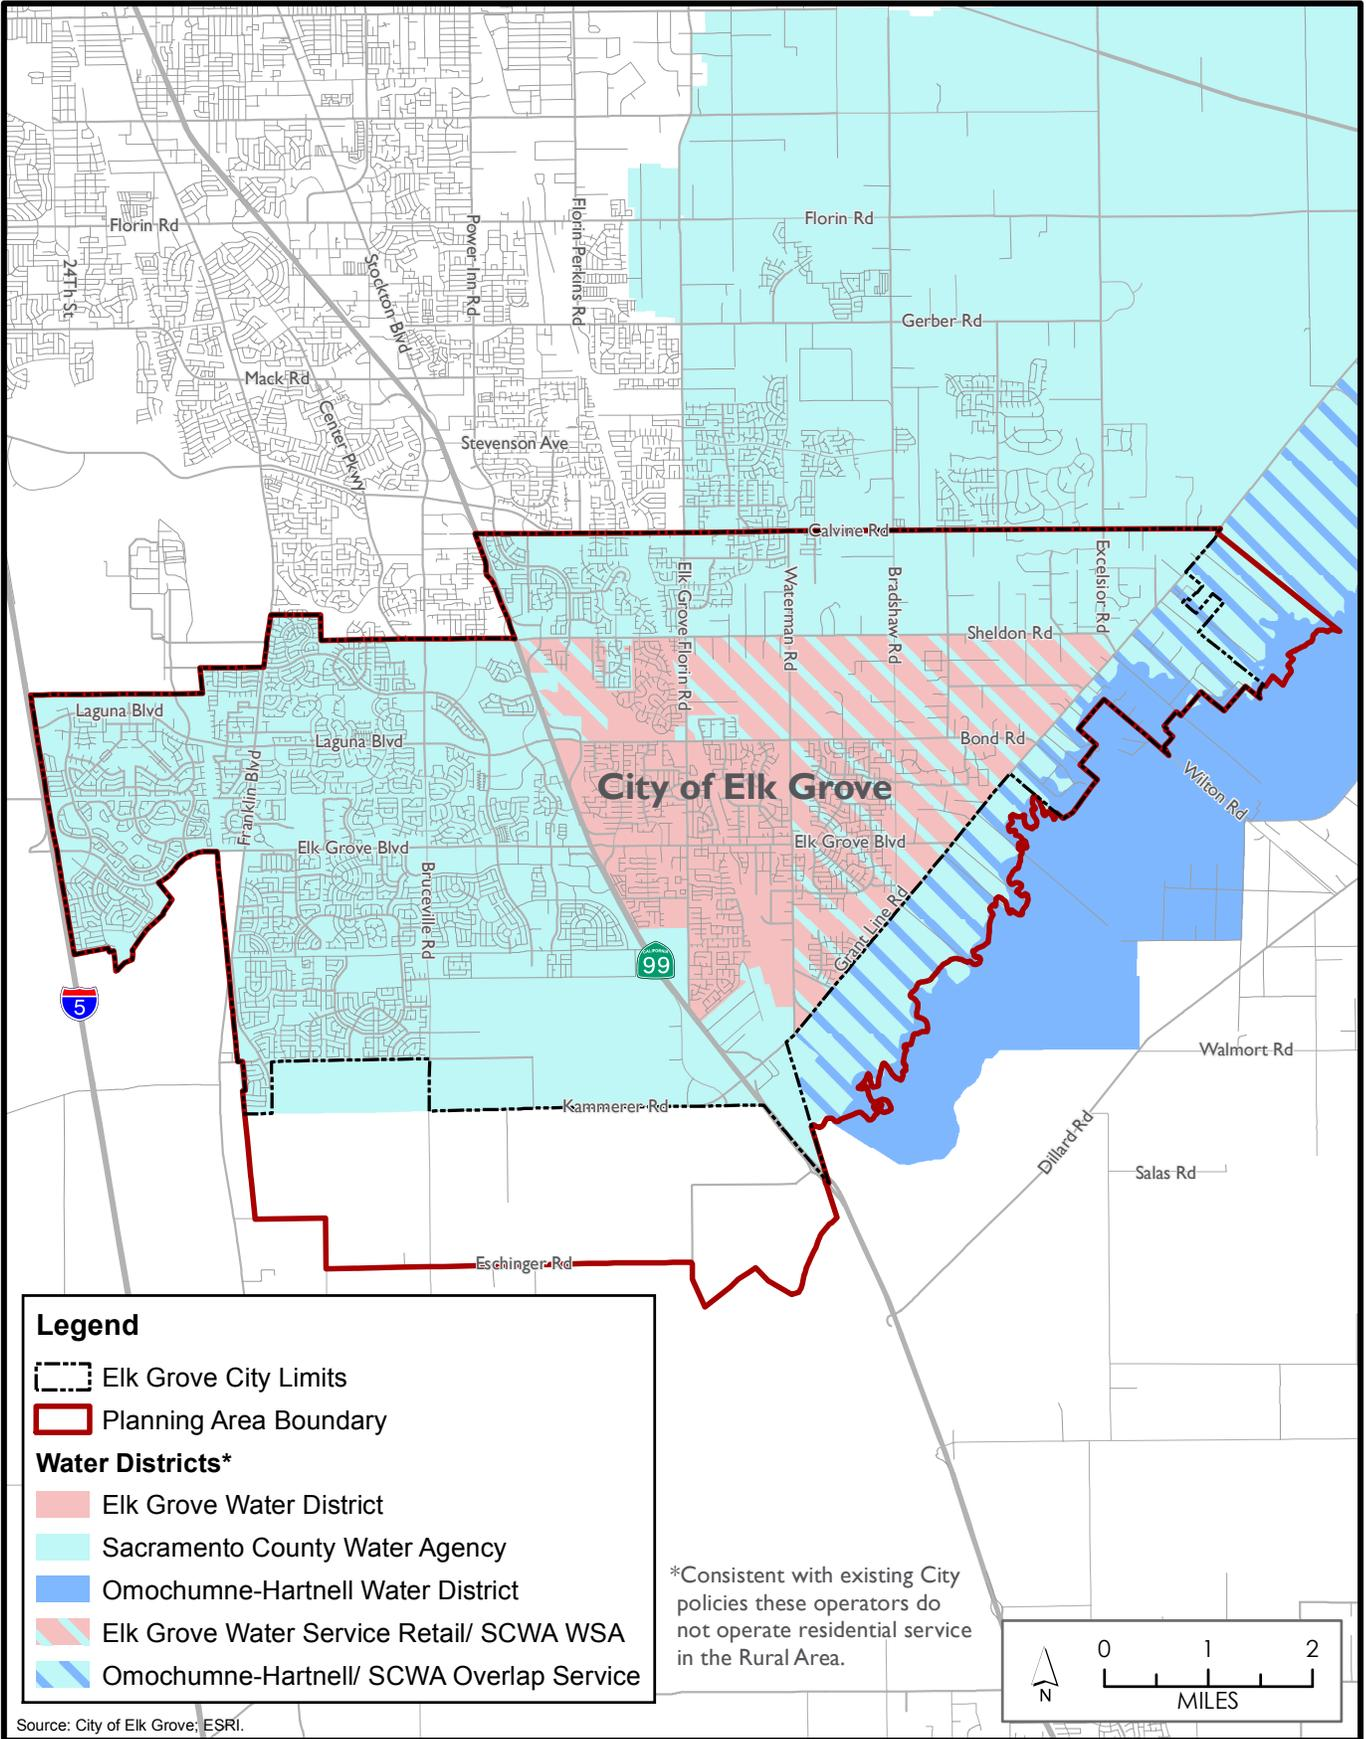 Florin Rd
Florin Rd
24Th St
Stockton Blvd
Power Inn Rd
Florin-Perkins Rd
Gerber Rd
Mack Rd
Center Pkwy
Stevenson Ave
Calvine Rd
Elk Grove Florin Rd
Waterman Rd
Bradshaw Rd
Excelsior Rd
Sheldon Rd
Laguna Blvd
Laguna Blvd
Bond Rd
Franklin Blvd
City of Elk Grove
Wilton Rd
Elk Grove Blvd
Elk Grove Blvd
Bruceville Rd
Grant Line Rd
CALIFORNIA
99
5
Walmort Rd
Kammerer Rd
Dillard Rd
Salas Rd
Eschinger Rd
Legend
Elk Grove City Limits
Planning Area Boundary
Water Districts*
Elk Grove Water District
Sacramento County Water Agency
Omochumne-Hartnell Water District
Elk Grove Water Service Retail/ SCWA WSA
Omochumne-Hartnell/ SCWA Overlap Service
*Consistent with existing City
policies these operators do
not operate residential service
in the Rural Area.
N
0 1 2
MILES
Source: City of Elk Grove; ESRI.